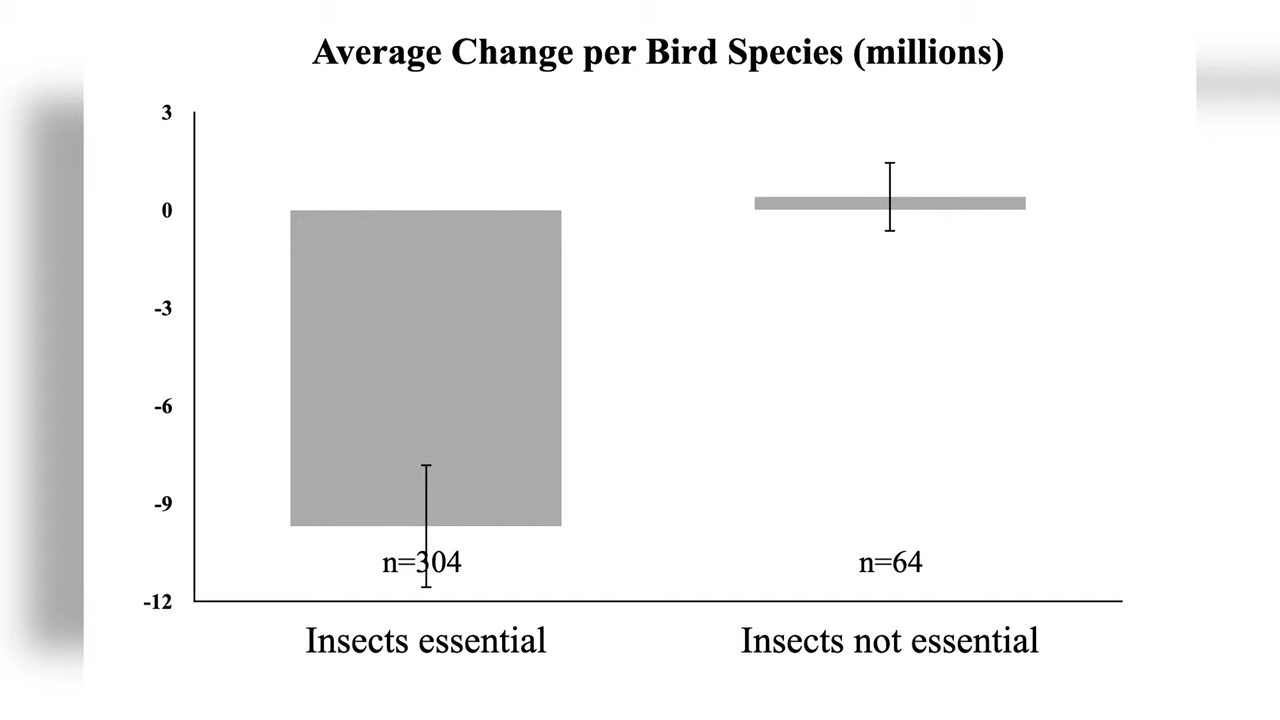 Average Change per Bird Species (millions)
3
0
-3
-6
-9
-12
n=304
n=64
Insects essential
Insects not essential